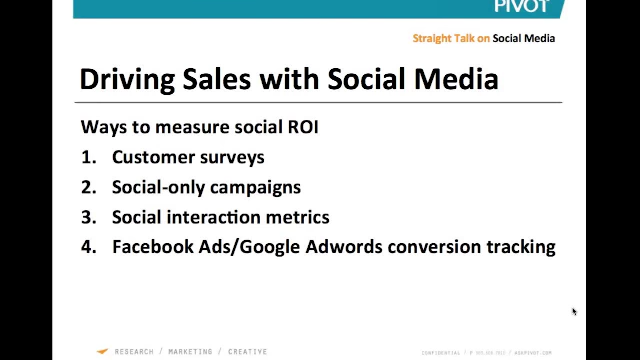 PIVOT
Straight Talk on Social Media
Driving Sales with Social Media
Ways to measure social ROI
1. Customer surveys
2. Social-only campaigns
3. Social interaction metrics
4. Facebook Ads/Google Adwords conversion tracking
RESEARCH / MARKETING / CREATIVE
CONFIDENTIAL